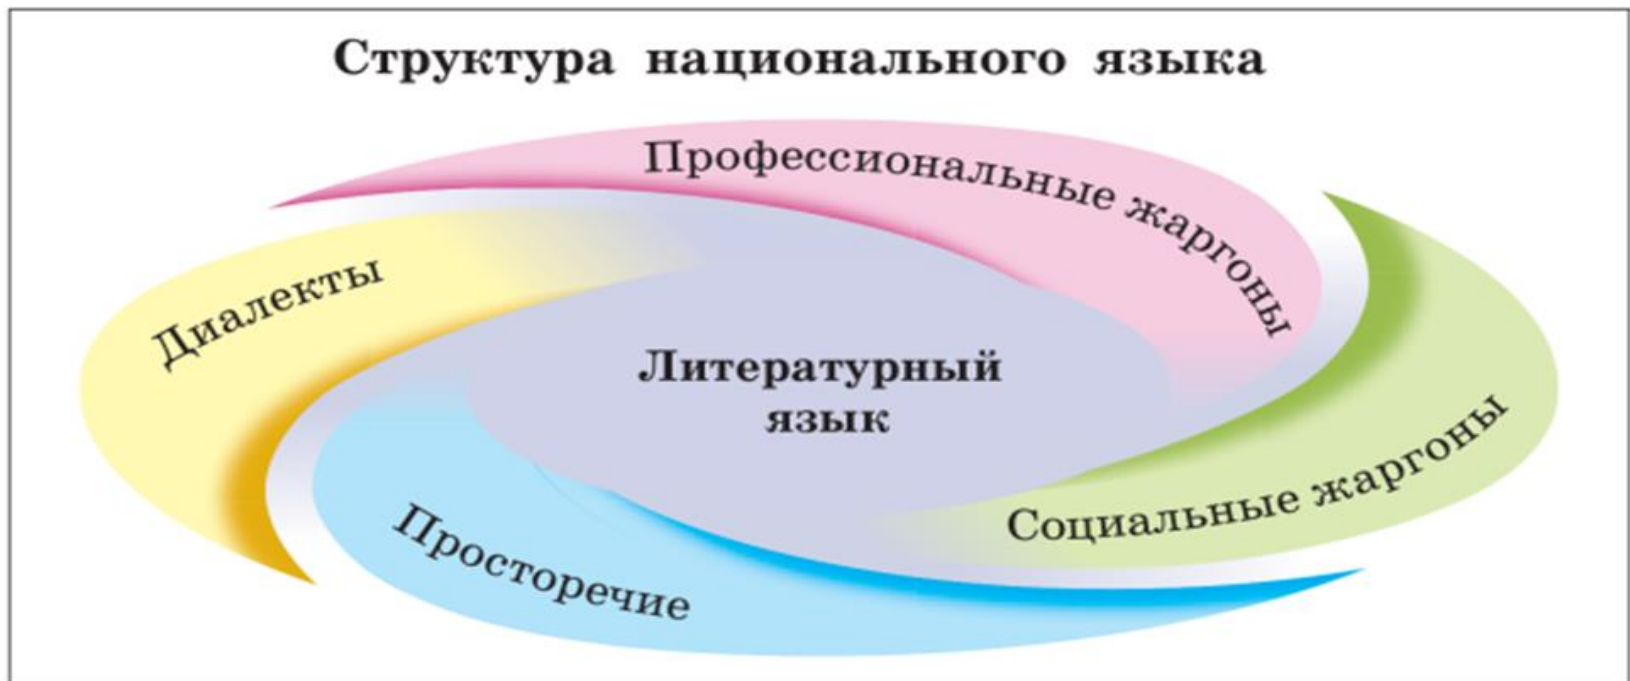 Структура национального языка
Профессиональные жаргоны
Диалекты
Литературный
язык
Социальные жаргоны
Просторечие